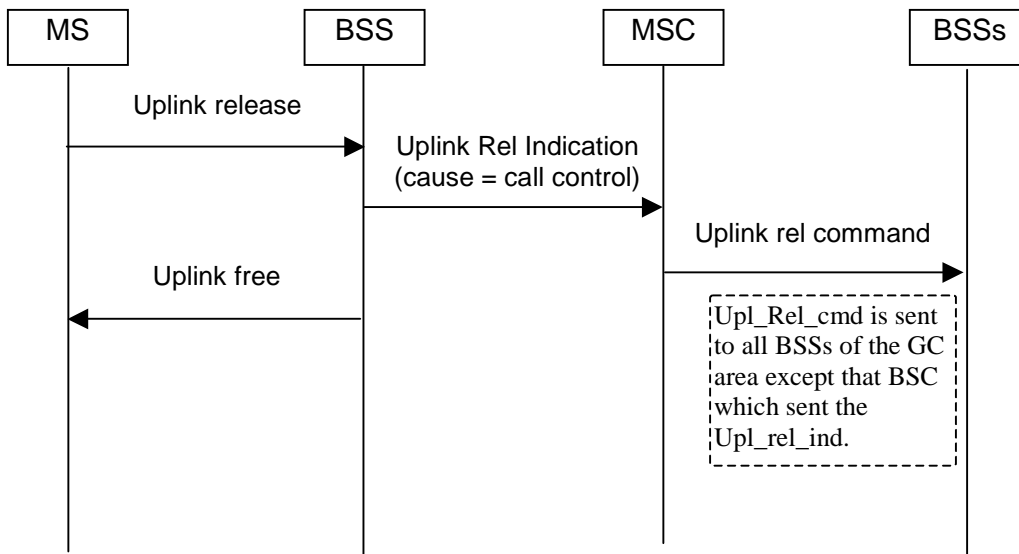 MS
BSS
MSC
BSSs
Uplink release
Uplink Rel Indication
(cause = call control)
Uplink rel command
Uplink free
Upl_Rel_cmd is sent
to all BSSs of the GC
area except that BSC
which sent the
Upl_rel_ind.